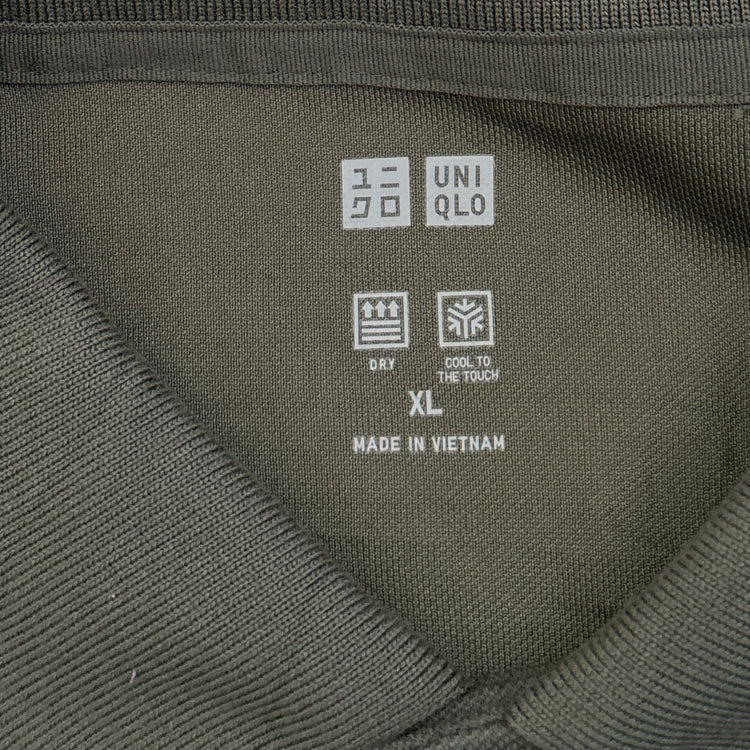 ユニ UNI
クロ QLO
DRY COOL TO
THE TOUCH
XL
MADE IN VIETNAM